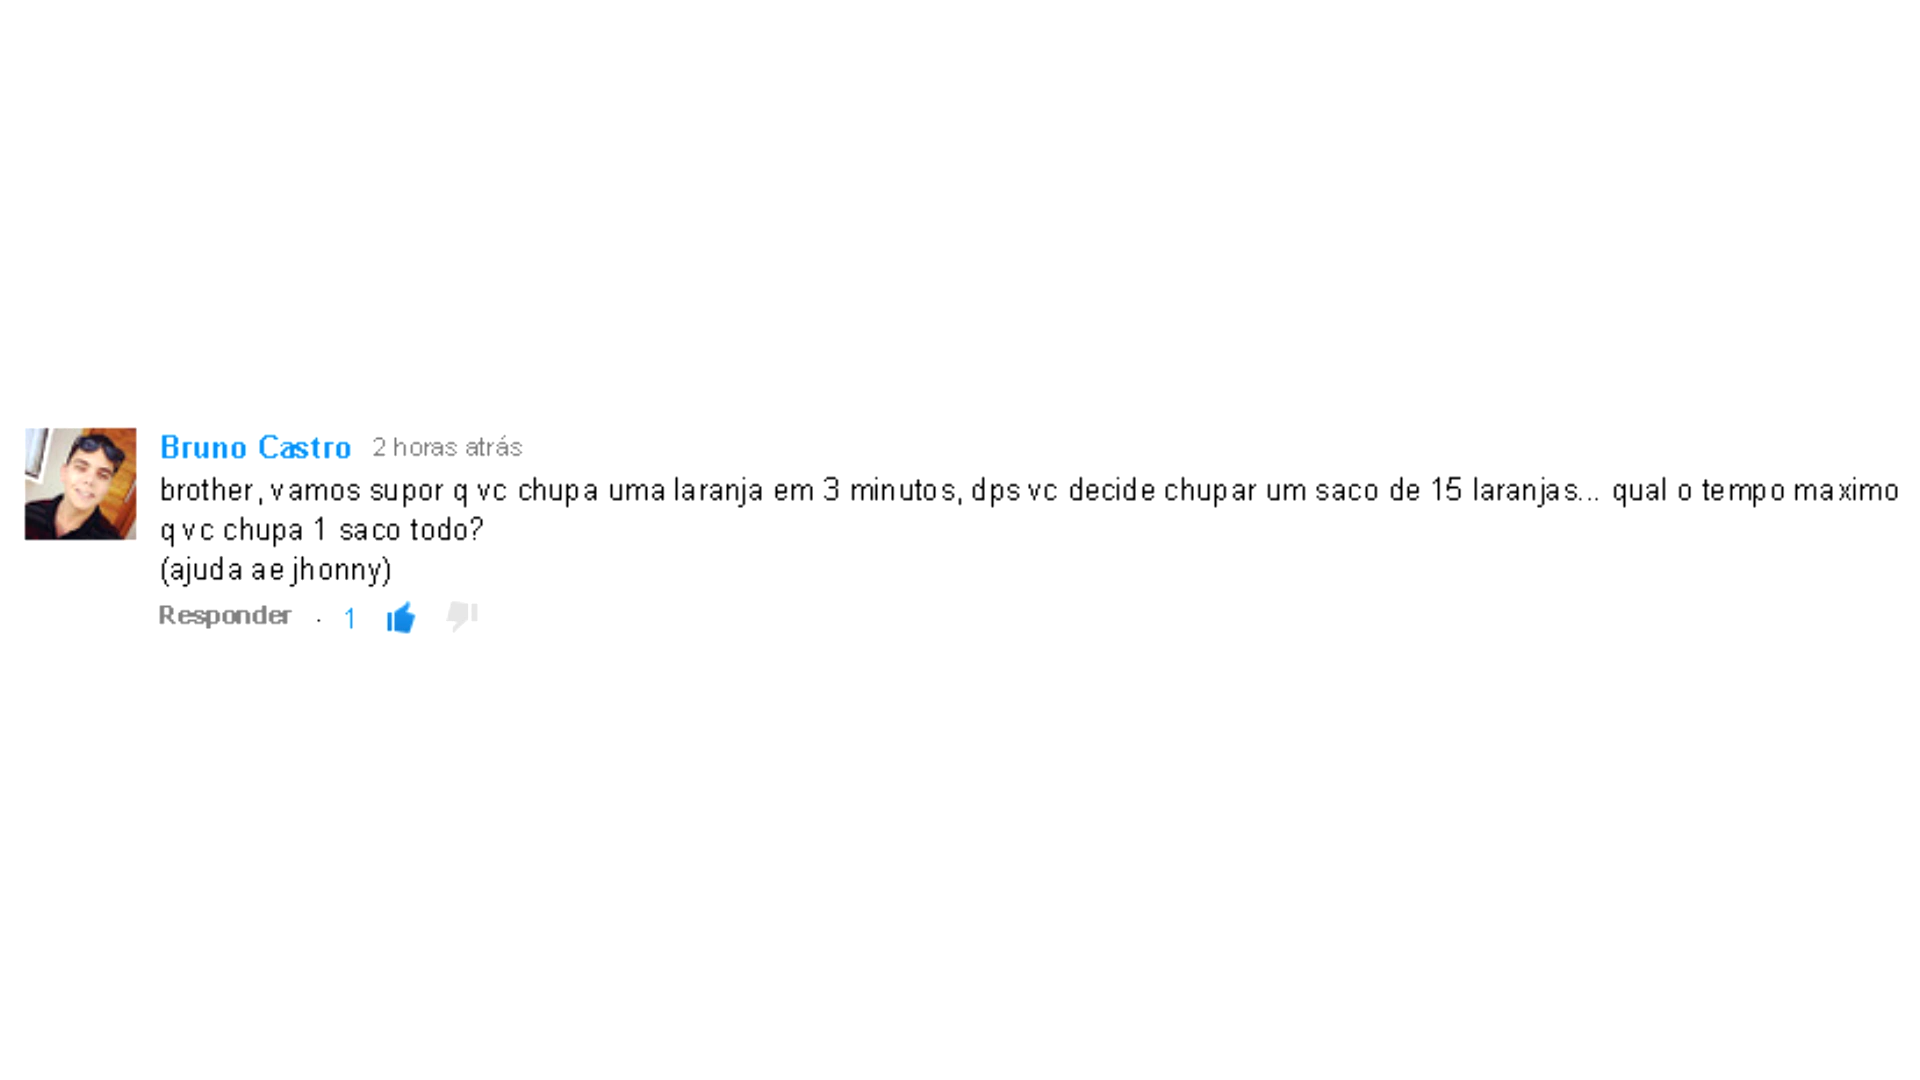 Bruno Castro 2 horas atrás
brother, vamos supor q vc chupa uma laranja em 3 minutos, dps vc decide chupar um saco de 15 laranjas... qual o tempo maximo
q vc chupa 1 saco todo?
(ajuda ae jhonny)
Responder · 1